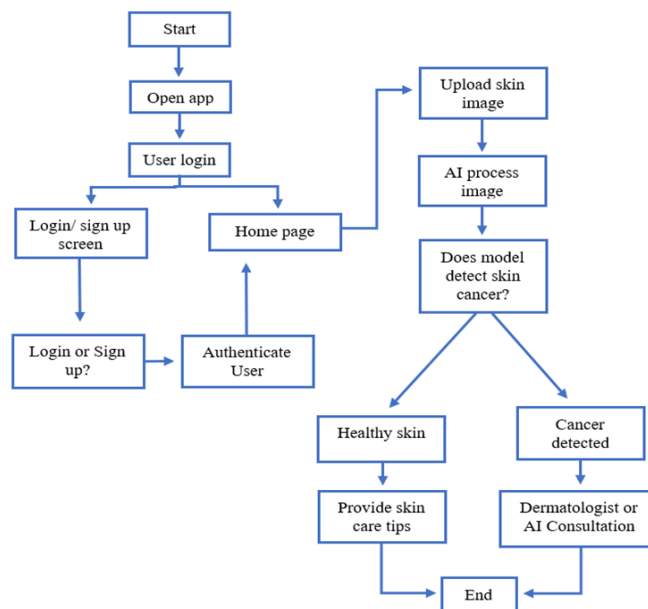 Start
Open app
User login
Login/ sign up
screen
Home page
Login or Sign
up?
Authenticate
User
Upload skin
image
AI process
image
Does model
detect skin
cancer?
Healthy skin
Cancer
detected
Provide skin
care tips
Dermatologist or
AI Consultation
End